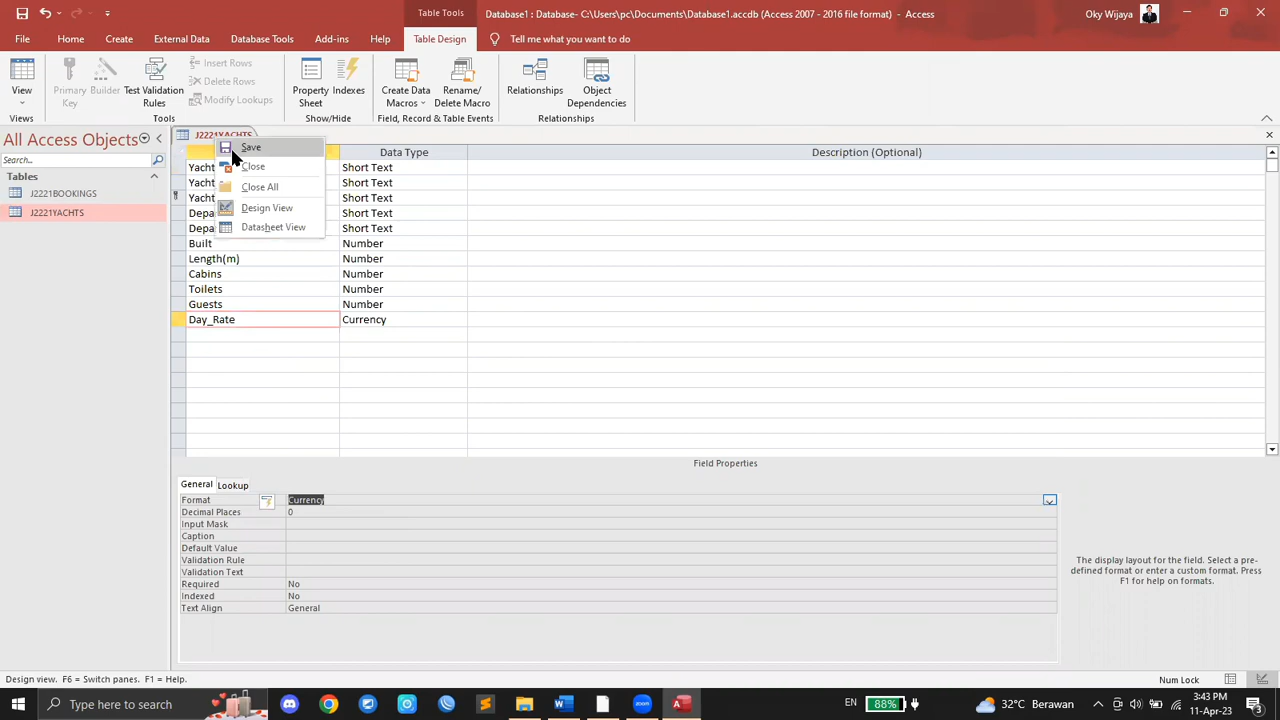 Table Tools
Database1 : Database- C:\Users\pc\Documents\Database1.accdb (Access 2007 - 2016 file format) - Access
Oky Wijaya
File Home Create External Data Database Tools Add-ins Help Table Design Tell me what you want to do
View
Primary Key
Builder
Test Validation Rules
Insert Rows
Delete Rows
Modify Lookups
Property Sheet
Indexes
Create Data Macros
Rename/ Delete Macro
Relationships
Object Dependencies
Views Tools Show/Hide Field, Record & Table Events Relationships
All Access Objects
Search...
Tables
J2221BOOKINGS
J2221YACHTS
J2221YACHTS
Save
Close
Close All
Design View
Datasheet View
Data Type Description (Optional)
Yacht Short Text
Yacht Short Text
Yacht Short Text
Depa Short Text
Depa Short Text
Built Number
Length(m) Number
Cabins Number
Toilets Number
Guests Number
Day_Rate Currency
Field Properties
General Lookup
Format Currency
Decimal Places 0
Input Mask
Caption
Default Value
Validation Rule
Validation Text
Required No
Indexed No
Text Align General
The display layout for the field. Select a pre-
defined format or enter a custom format. Press
F1 for help on formats.
Design view. F6 = Switch panes. F1 = Help.
Num Lock
Type here to search
EN
88%
32°C Berawan
3:43 PM
11-Apr-23